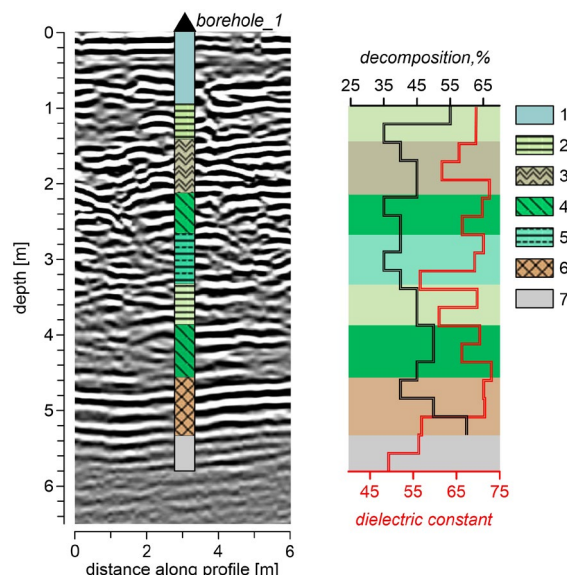 borehole_1
0
1
2
3
4
5
6
depth [m]
0 2 4 6
distance along profile [m]
decomposition,%
25 35 45 55 65
45 55 65 75
dielectric constant
1
2
3
4
5
6
7